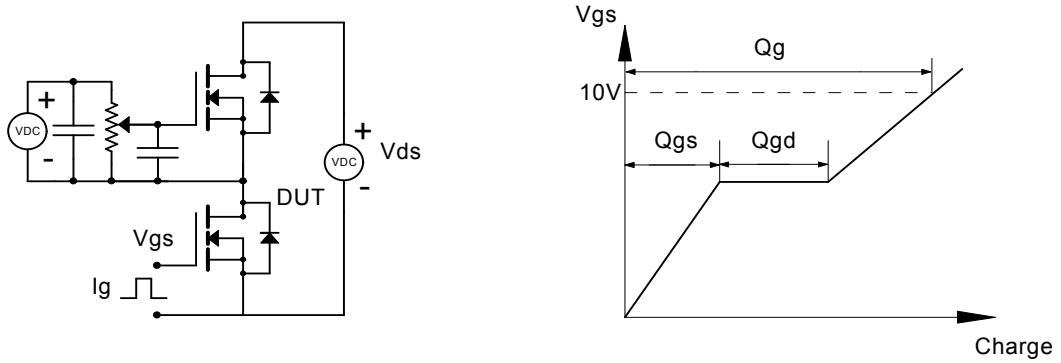 +
VDC
-
+
VDC
-
Vds
DUT
Vgs
Ig
Vgs
Qg
10V
Qgs
Qgd
Charge